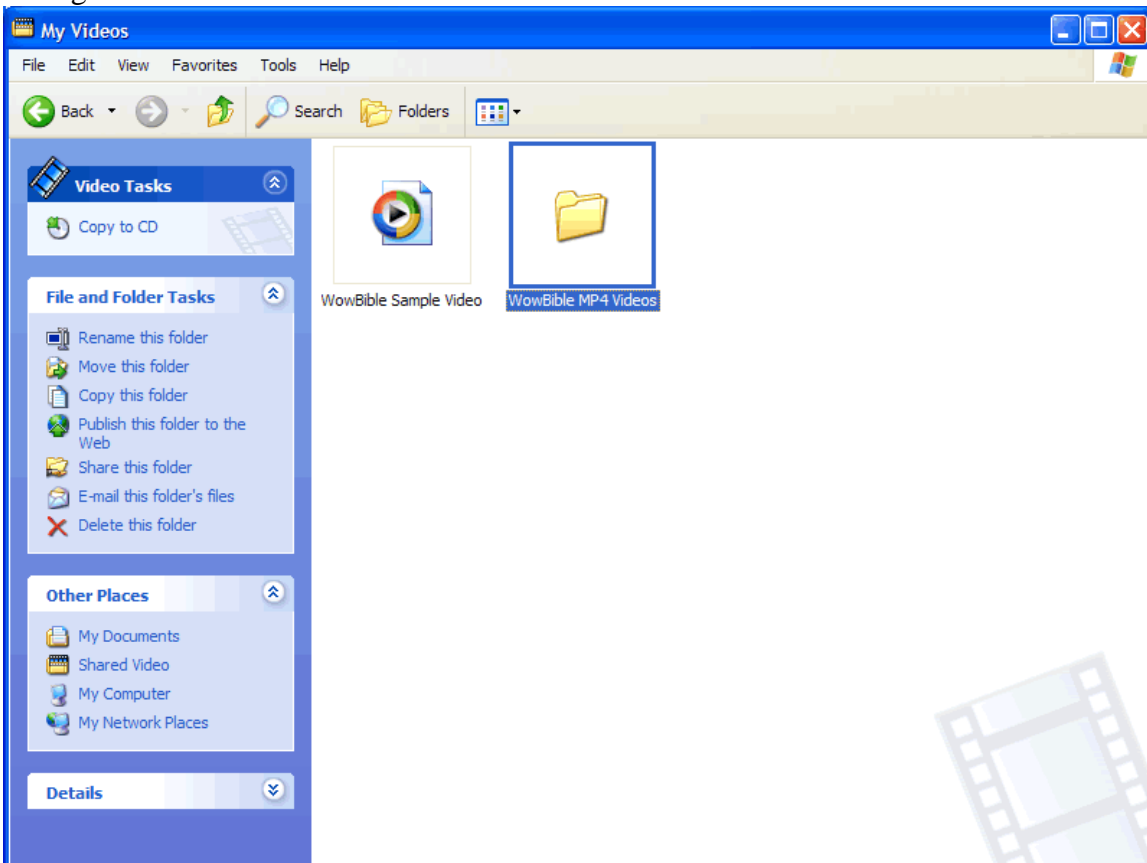 My Videos
File Edit View Favorites Tools Help
Back Search Folders
Video Tasks
Copy to CD
File and Folder Tasks
Rename this folder
Move this folder
Copy this folder
Publish this folder to the
Web
Share this folder
E-mail this folder's files
Delete this folder
Other Places
My Documents
Shared Video
My Computer
My Network Places
Details
WowBible Sample Video
WowBible MP4 Videos